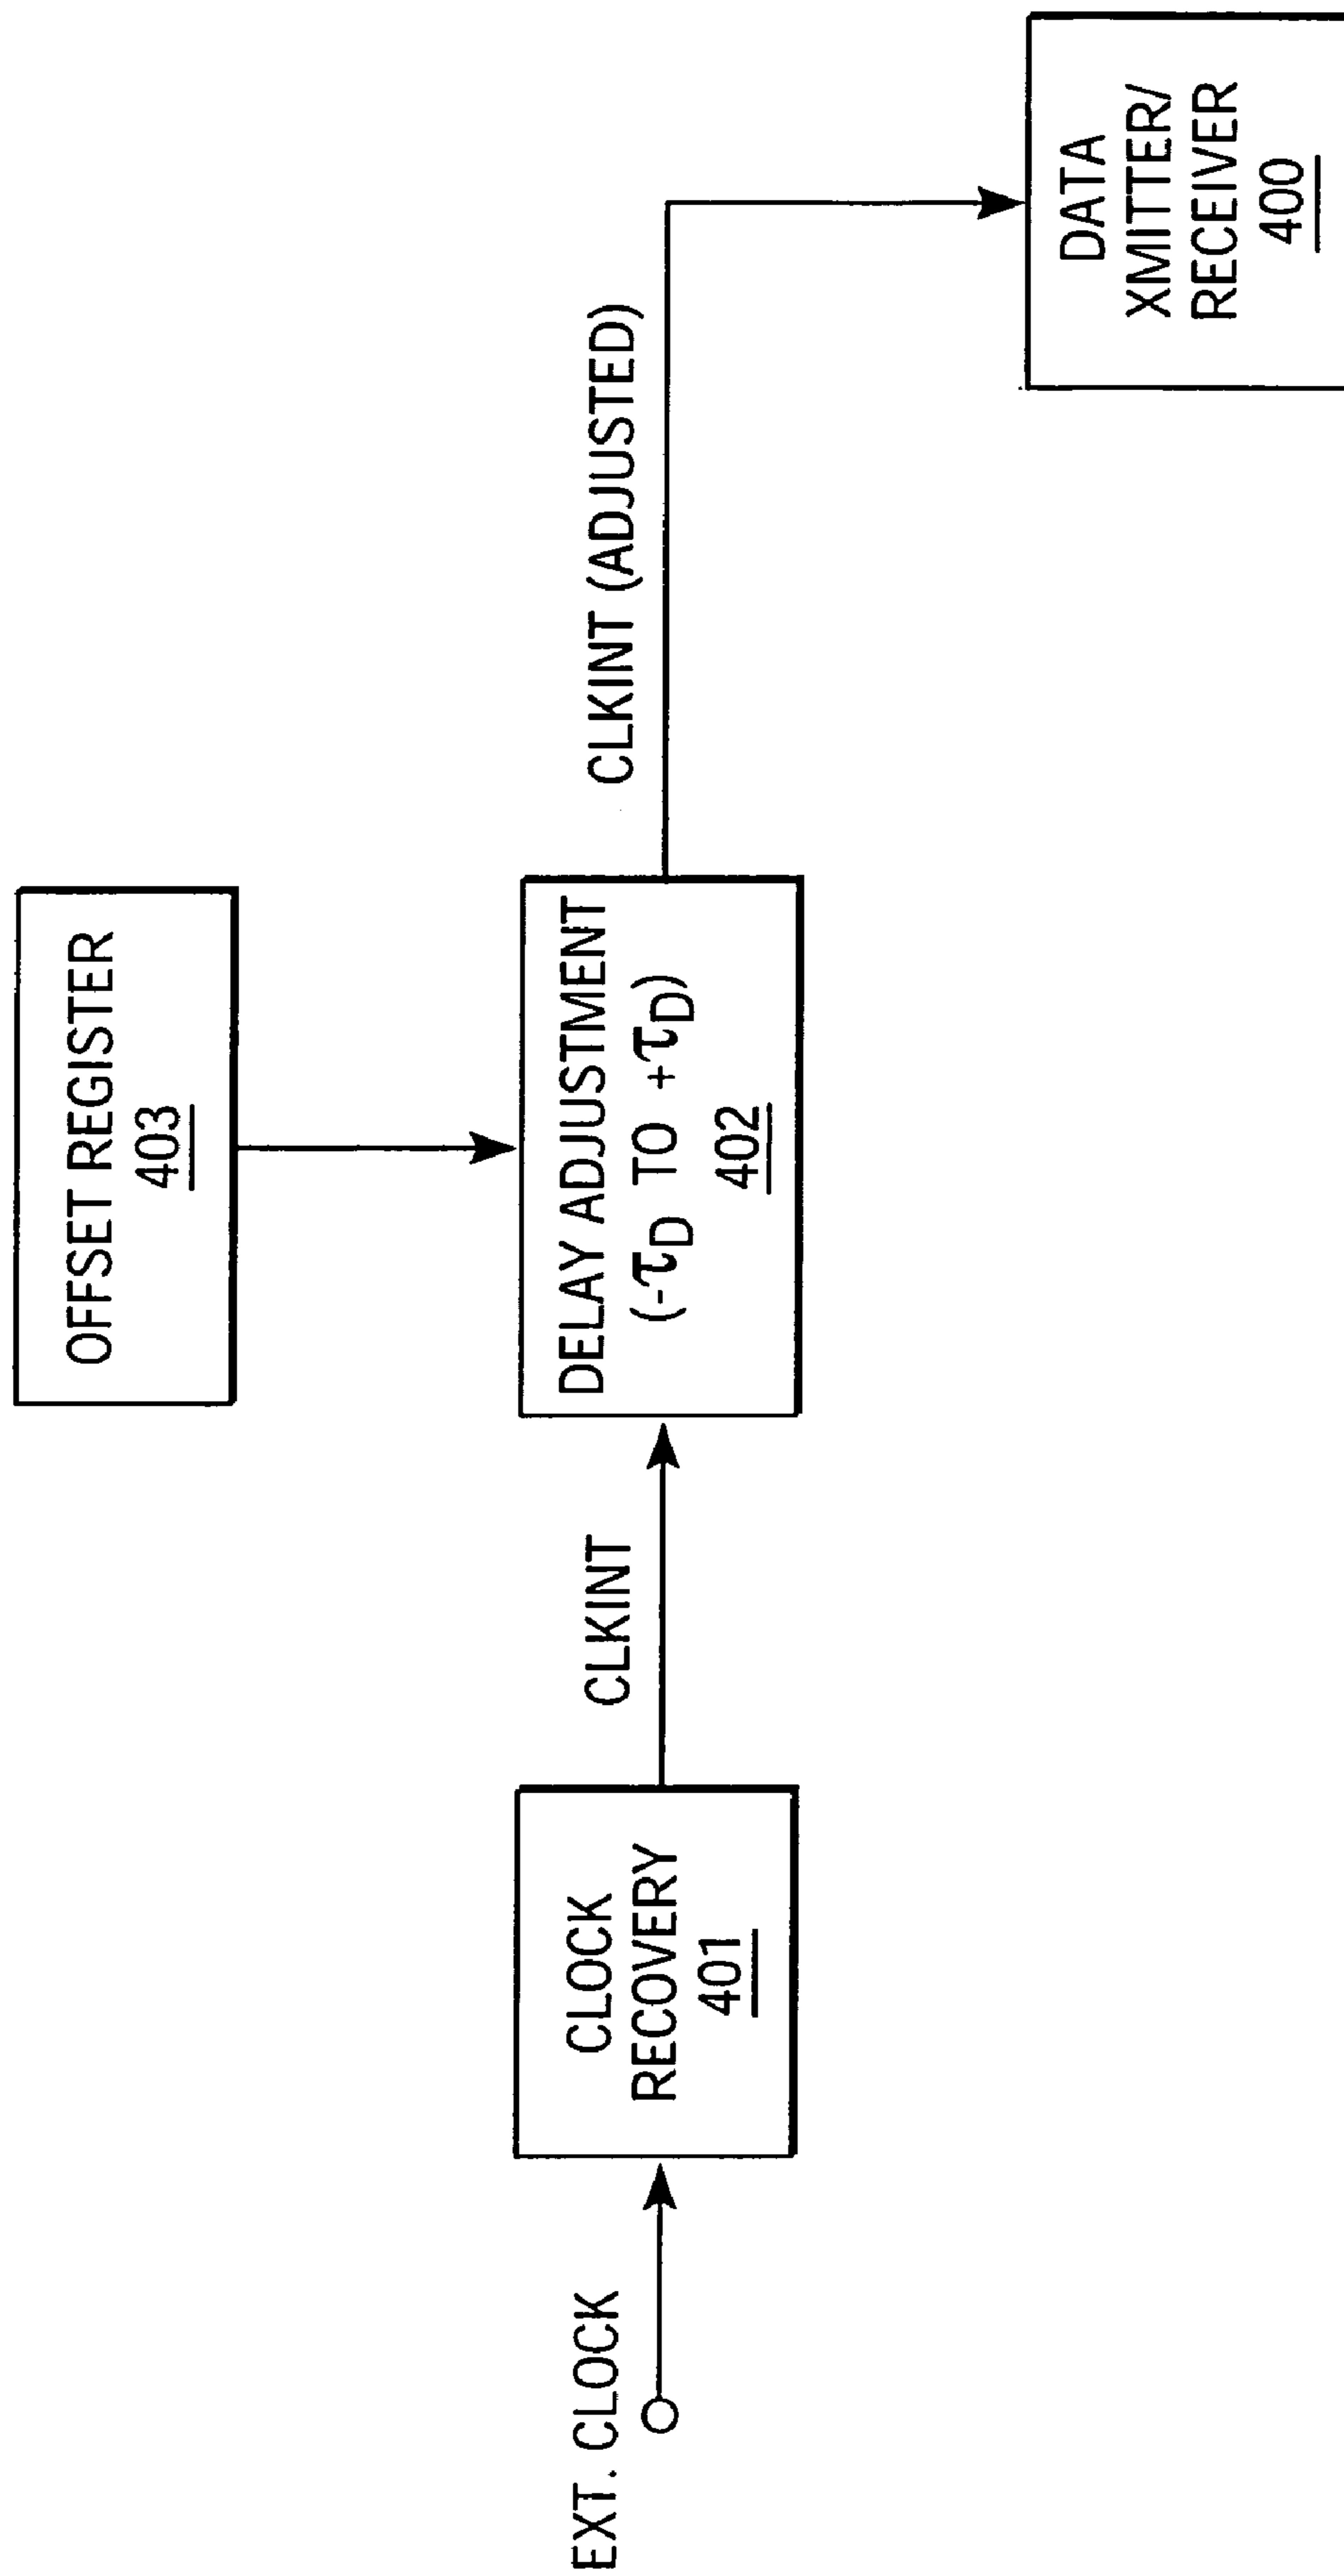 OFFSET REGISTER
403
EXT. CLOCK
CLOCK
RECOVERY
401
CLKINT
DELAY ADJUSTMENT
(-τD TO +τD)
402
CLKINT (ADJUSTED)
DATA
XMITTER/
RECEIVER
400